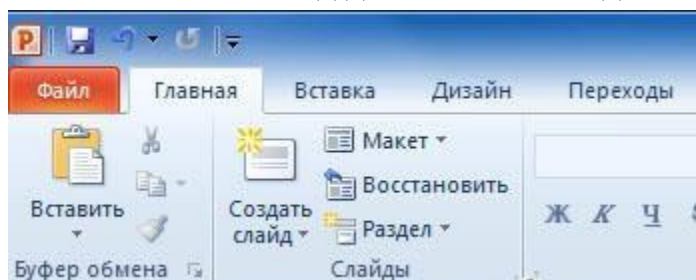 P
Файл Главная Вставка Дизайн Переходы
Макет
Восстановить
Раздел
Вставить
Создать слайд
Ж К Ч
Буфер обмена Слайды